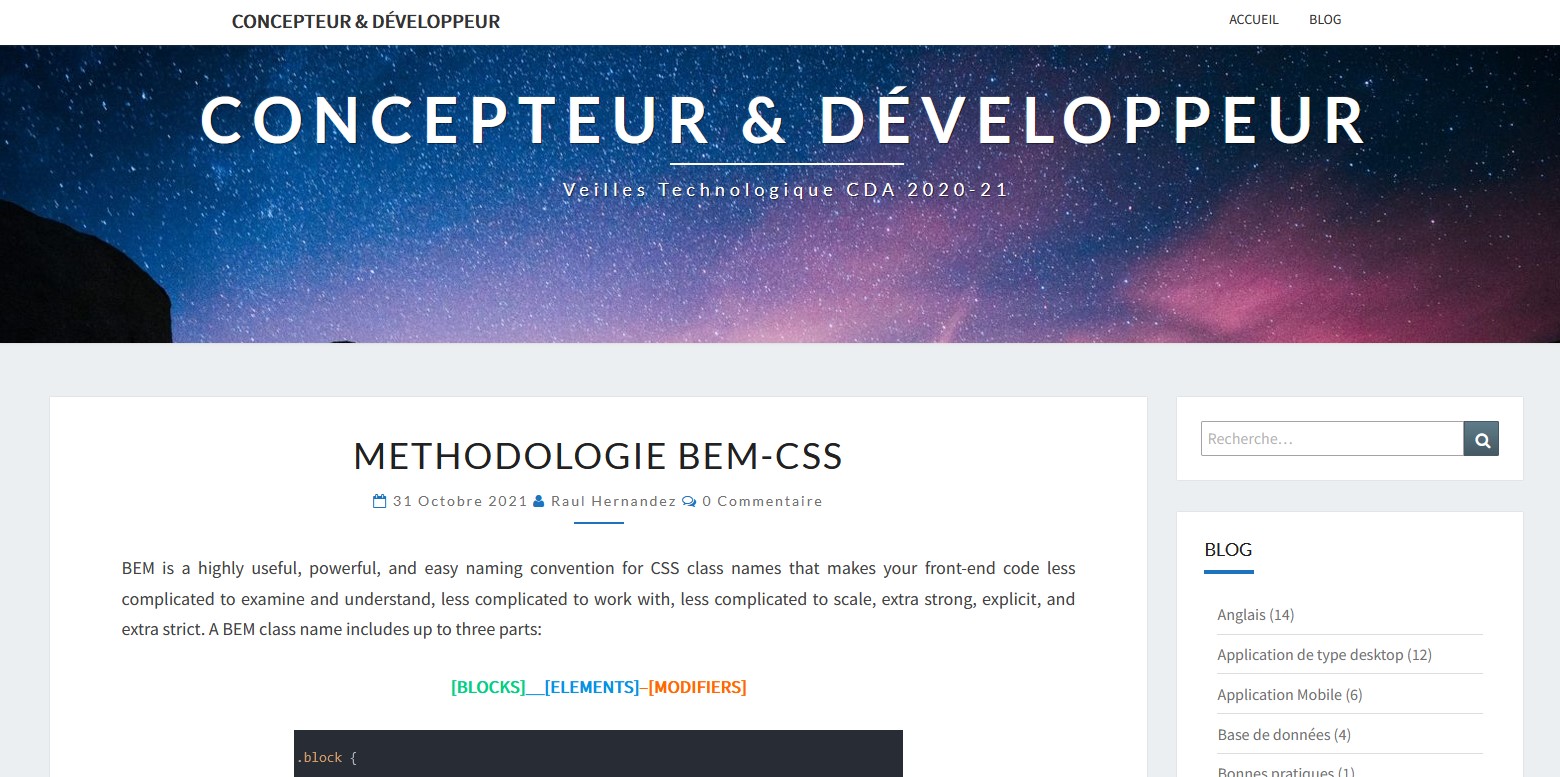 CONCEPTEUR & DÉVELOPPEUR
ACCUEIL BLOG
CONCEPTEUR & DÉVELOPPEUR
Veilles Technologique CDA 2020-21
METHODOLOGIE BEM-CSS
31 Octobre 2021 Raul Hernandez 0 Commentaire
BEM is a highly useful, powerful, and easy naming convention for CSS class names that makes your front-end code less
complicated to examine and understand, less complicated to work with, less complicated to scale, extra strong, explicit, and
extra strict. A BEM class name includes up to three parts:
[BLOCKS]__[ELEMENTS]–[MODIFIERS]
.block {
Recherche…
BLOG
Anglais (14)
Application de type desktop (12)
Application Mobile (6)
Base de données (4)
Bonnes pratiques (1)